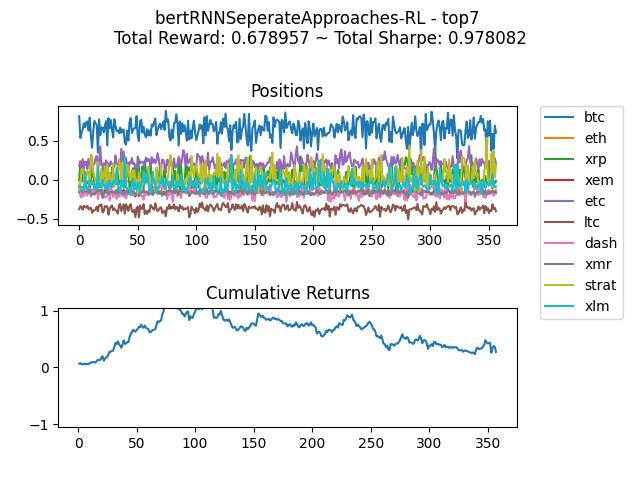 bertRNNSeperateApproaches-RL - top7
Total Reward: 0.678957 ~ Total Sharpe: 0.978082
Positions
0.5
0.0
−0.5
0 50 100 150 200 250 300 350
btc
eth
xrp
xem
etc
ltc
dash
xmr
strat
xlm
Cumulative Returns
1
0
−1
0 50 100 150 200 250 300 350